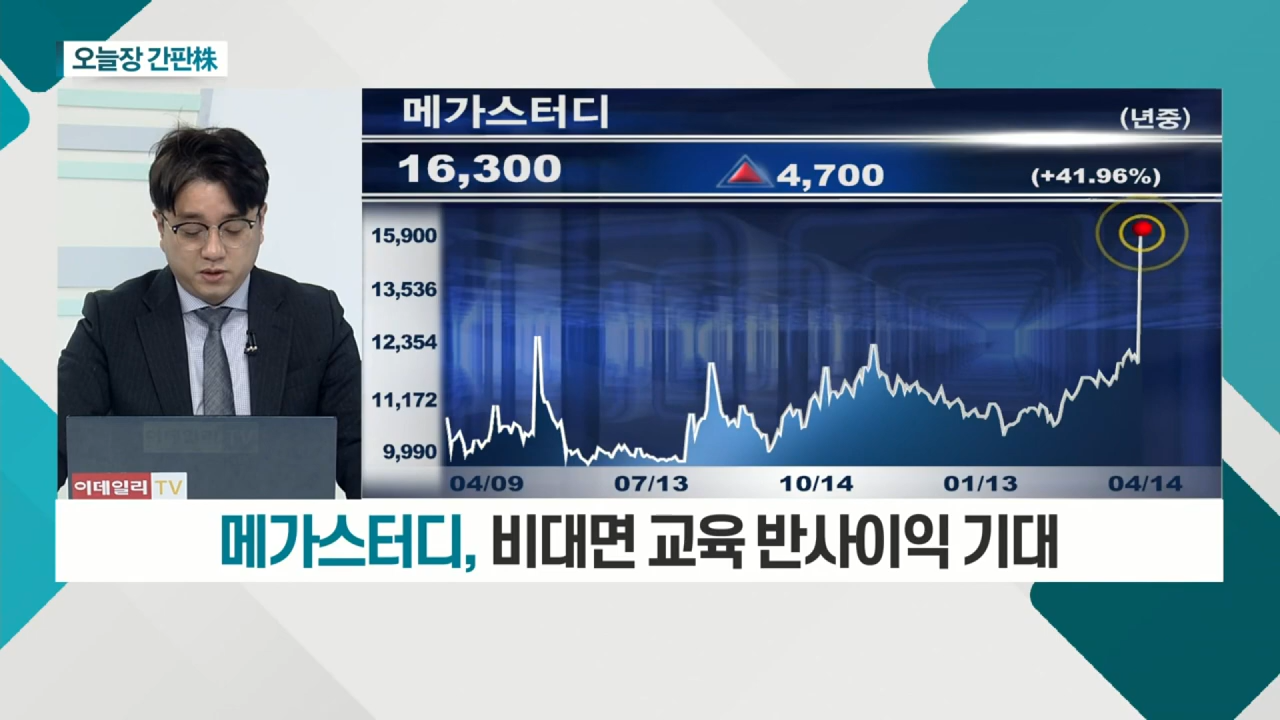 오늘장 간판株
메가스터디
(년중)
16,300 ▲ 4,700 (+41.96%)
15,900
13,536
12,354
11,172
9,990
04/09 07/13 10/14 01/13 04/14
이데일리TV
메가스터디, 비대면 교육 반사이익 기대